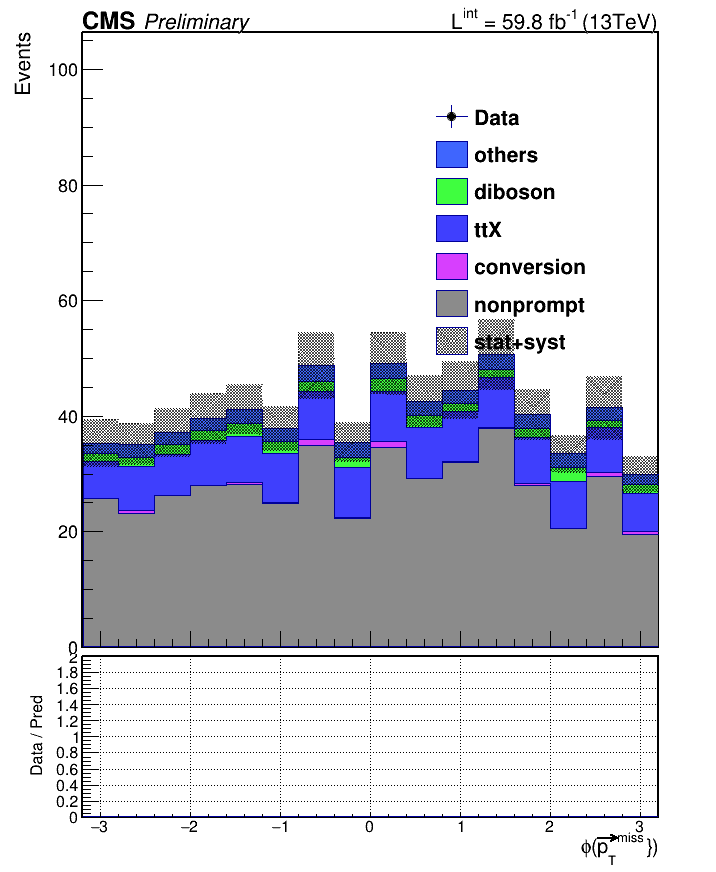 CMS Preliminary L^int = 59.8 fb^-1 (13TeV)
Events
100
80
60
40
20
0
Data
others
diboson
ttX
conversion
nonprompt
stat+syst
Data / Pred
2
1.8
1.6
1.4
1.2
1
0.8
0.6
0.4
0.2
0
−3 −2 −1 0 1 2 3
ϕ(p_T^miss })